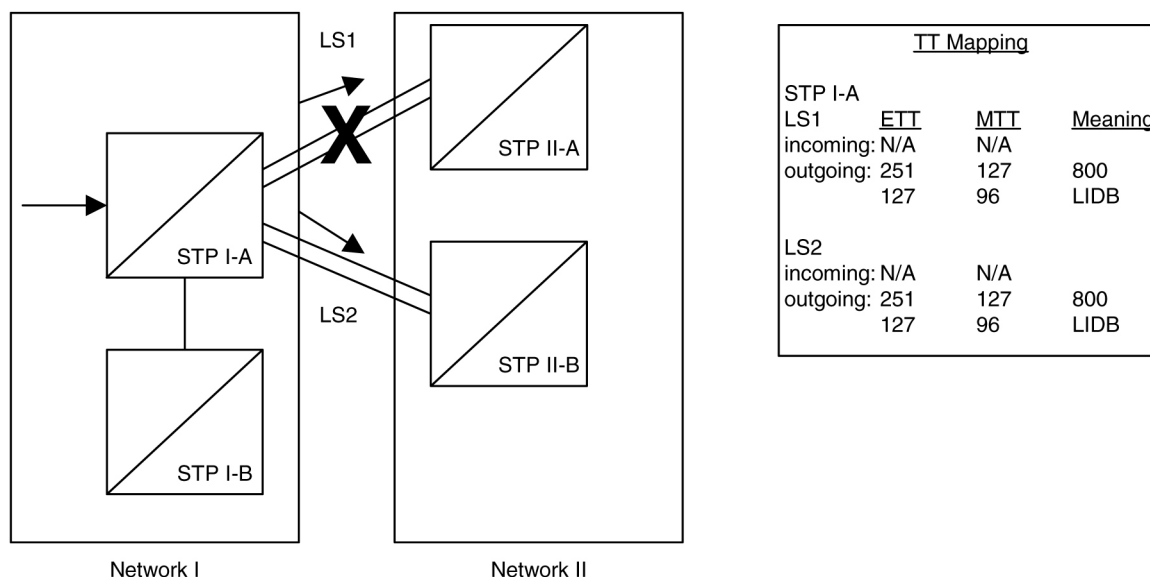 LS1
STP II-A
STP I-A
LS2
STP II-B
STP I-B
Network I
Network II
TT Mapping
STP I-A
LS1 ETT MTT Meaning
incoming: N/A N/A
outgoing: 251 127 800
127 96 LIDB
LS2
incoming: N/A N/A
outgoing: 251 127 800
127 96 LIDB